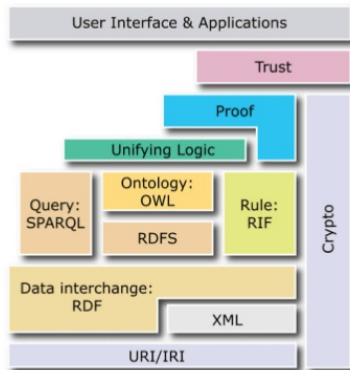 User Interface & Applications
Trust
Proof
Unifying Logic
Query:
SPARQL
Ontology:
OWL
RDFS
Rule:
RIF
Crypto
Data interchange:
RDF
XML
URI/IRI